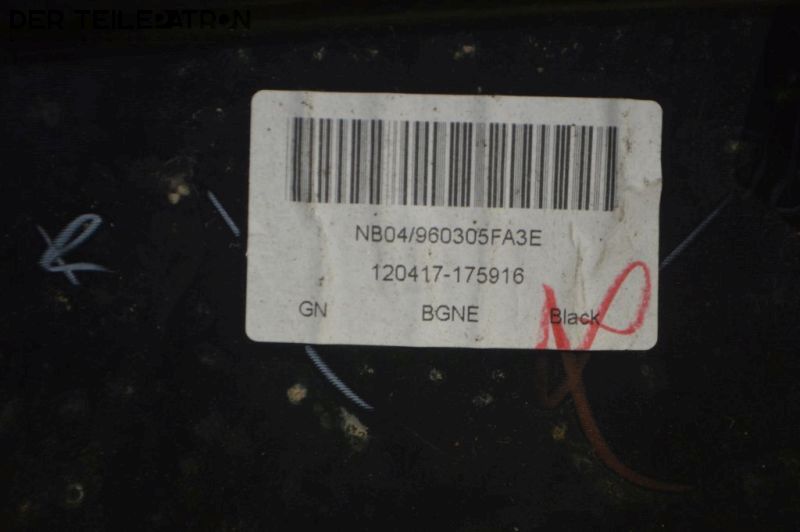 DER TEILEPATRON
NB04/960305FA3E
120417-175916
GN BGNE Black